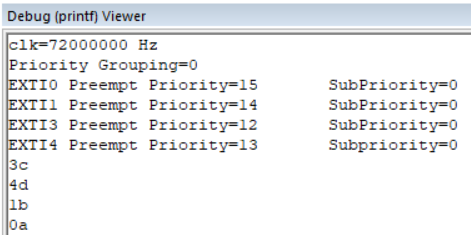 Debug (printf) Viewer
clk=72000000 Hz
Priority Grouping=0
EXTI0 Preempt Priority=15 SubPriority=0
EXTI1 Preempt Priority=14 SubPriority=0
EXTI3 Preempt Priority=12 SubPriority=0
EXTI4 Preempt Priority=13 Subpriority=0
3c
4d
1b
0a